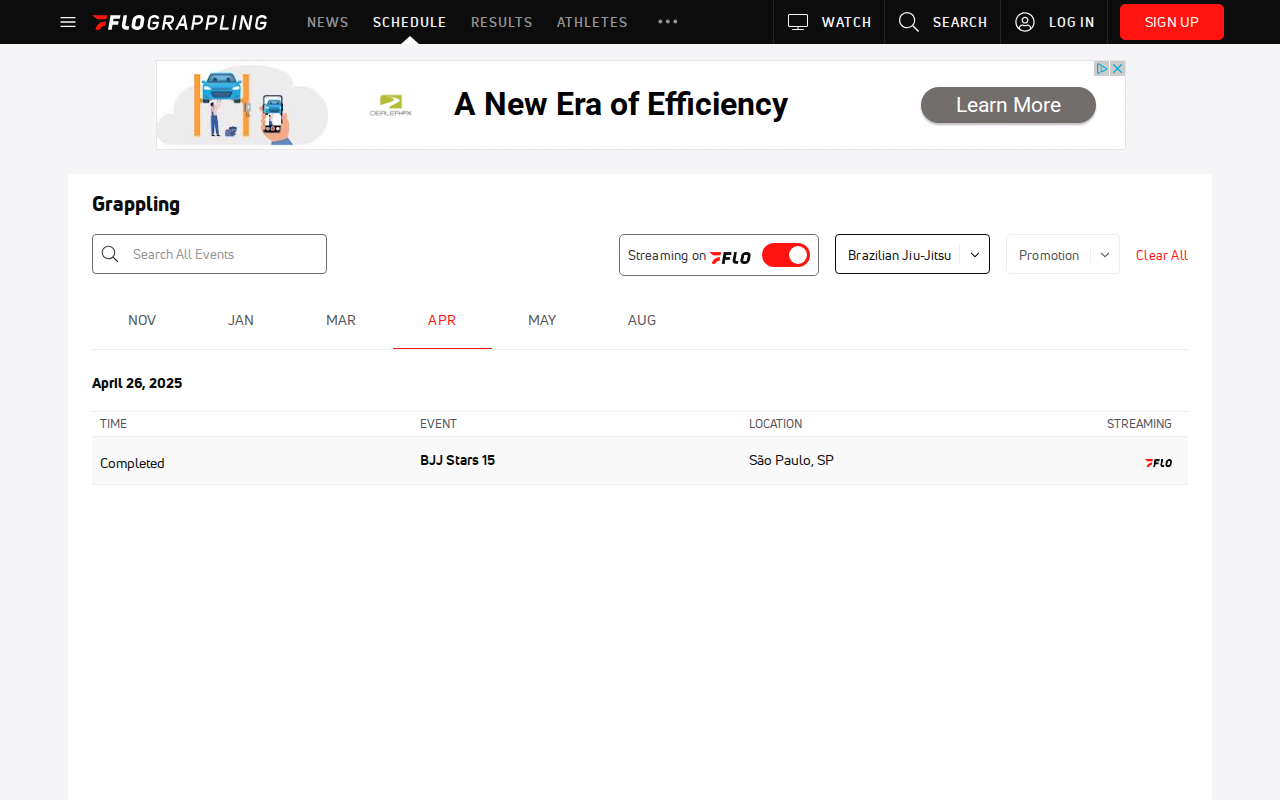 FLOGRAPPLING NEWS SCHEDULE RESULTS ATHLETES WATCH SEARCH LOG IN SIGN UP
DEALER-FX A New Era of Efficiency Learn More
Grappling
Search All Events Streaming on FLO Brazilian Jiu-Jitsu Promotion Clear All
NOV JAN MAR APR MAY AUG
April 26, 2025
TIME EVENT LOCATION STREAMING
Completed BJJ Stars 15 São Paulo, SP FLO